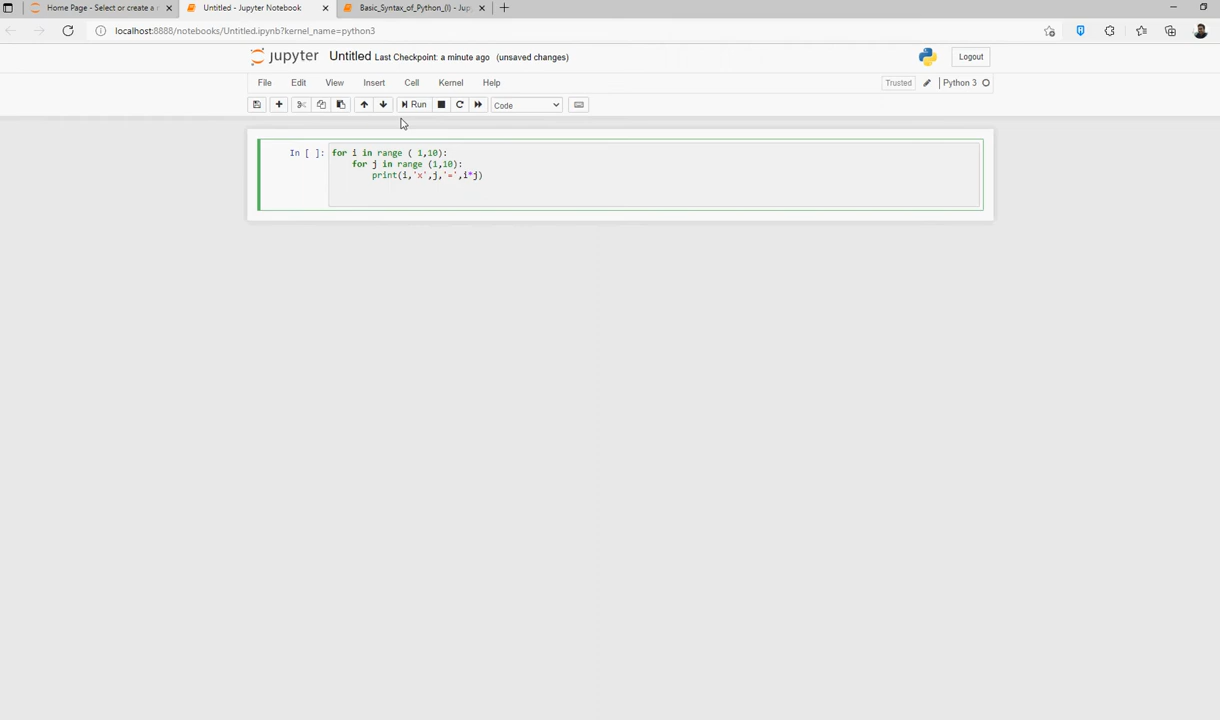 Home Page - Select or create a n
Untitled - Jupyter Notebook
Basic_Syntax_of_Python_(I) - Jup
localhost:8888/notebooks/Untitled.ipynb?kernel_name=python3
jupyter Untitled Last Checkpoint: a minute ago (unsaved changes)
Logout
File Edit View Insert Cell Kernel Help
Trusted
Python 3
Run
Code
In [ ]: for i in range ( 1,10):
    for j in range (1,10):
        print(i,'x',j,'=',i*j)